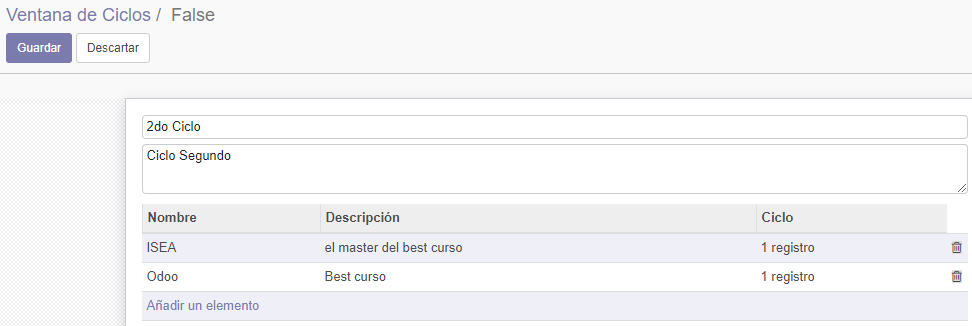 Ventana de Ciclos / False
Guardar Descartar
2do Ciclo
Ciclo Segundo
Nombre Descripción Ciclo
ISEA el master del best curso 1 registro
Odoo Best curso 1 registro
Añadir un elemento